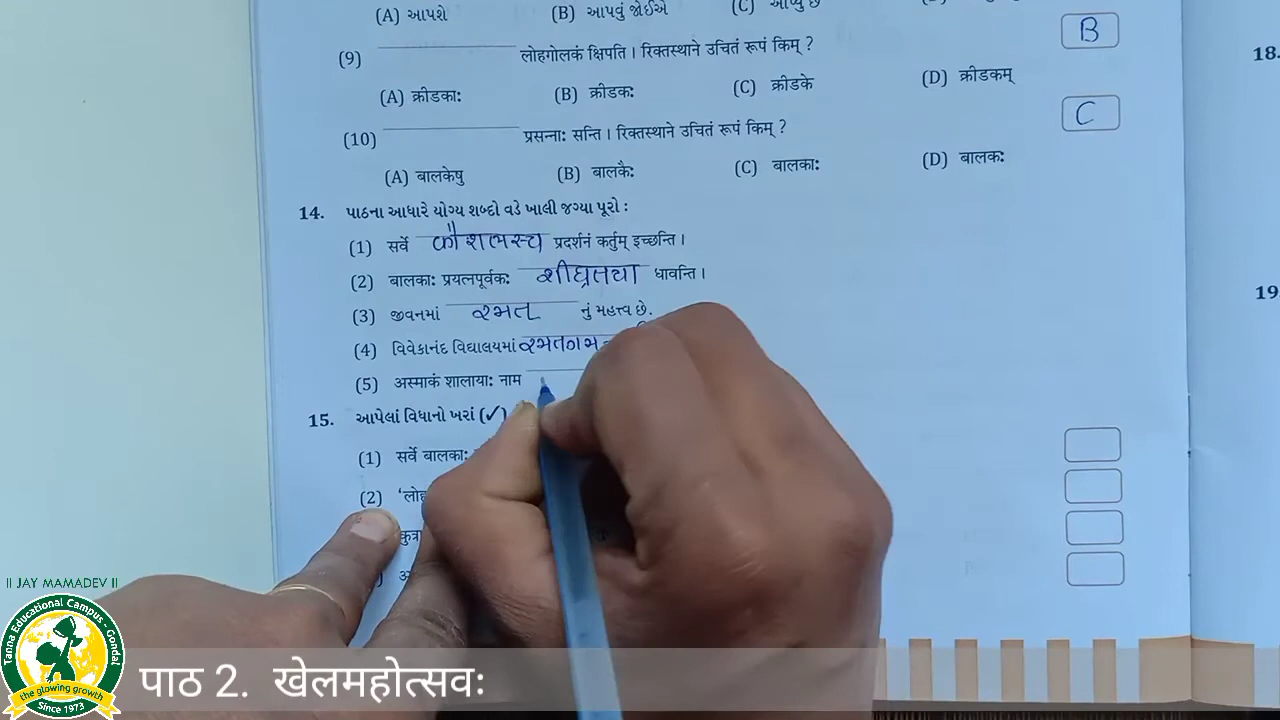 (A) આપશે (B) આપવું જોઈએ (C) આપ્યું છે
B
(9) लोहगोलकं क्षिपति । रिक्तस्थाने उचितं रूपं किम् ?
(A) क्रीडकाः (B) क्रीडकः (C) क्रीडके (D) क्रीडकम्
C
(10) प्रसन्नाः सन्ति । रिक्तस्थाने उचितं रूपं किम् ?
(A) बालकेषु (B) बालकैः (C) बालकाः (D) बालकः
14. પાઠના આધારે યોગ્ય શબ્દો વડે ખાલી જગ્યા પૂરો :
(1) सर्वे कौशलस्य प्रदर्शनं कर्तुम् इच्छन्ति ।
(2) बालकाः प्रयत्नपूर्वकः शीघ्रतया धावन्ति ।
(3) જીવનમાં રમત નું મહત્ત્વ છે.
(4) વિવેકાનંદ વિદ્યાલયમાં રમતગમ
(5) अस्माकं शालायाः नाम
15. આપેલાં વિધાનો ખરાં (✓)
(1) सर्वे बालकाः
(2) 'लोह
कुत्रा
18.
19.
|| JAY MAMADEV ||
Tanna Educational Campus - Gondal
the glowing growth
Since 1973
પાઠ 2. खेलमहोत्सवः